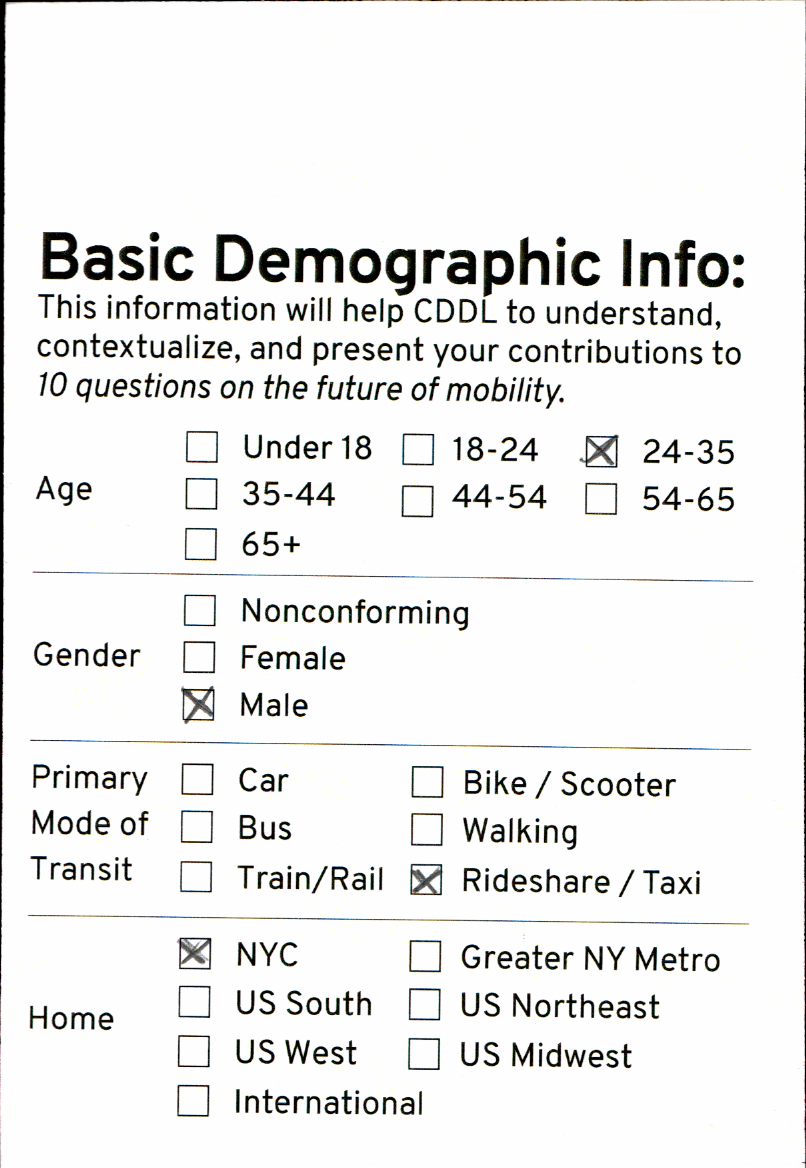 Basic Demographic Info:
This information will help CDDL to understand,
contextualize, and present your contributions to
10 questions on the future of mobility.
Age
☐ Under 18 ☐ 18-24 ☒ 24-35
☐ 35-44 ☐ 44-54 ☐ 54-65
☐ 65+
Gender
☐ Nonconforming
☐ Female
☒ Male
Primary
Mode of
Transit
☐ Car ☐ Bike / Scooter
☐ Bus ☐ Walking
☐ Train/Rail ☒ Rideshare / Taxi
Home
☒ NYC ☐ Greater NY Metro
☐ US South ☐ US Northeast
☐ US West ☐ US Midwest
☐ International